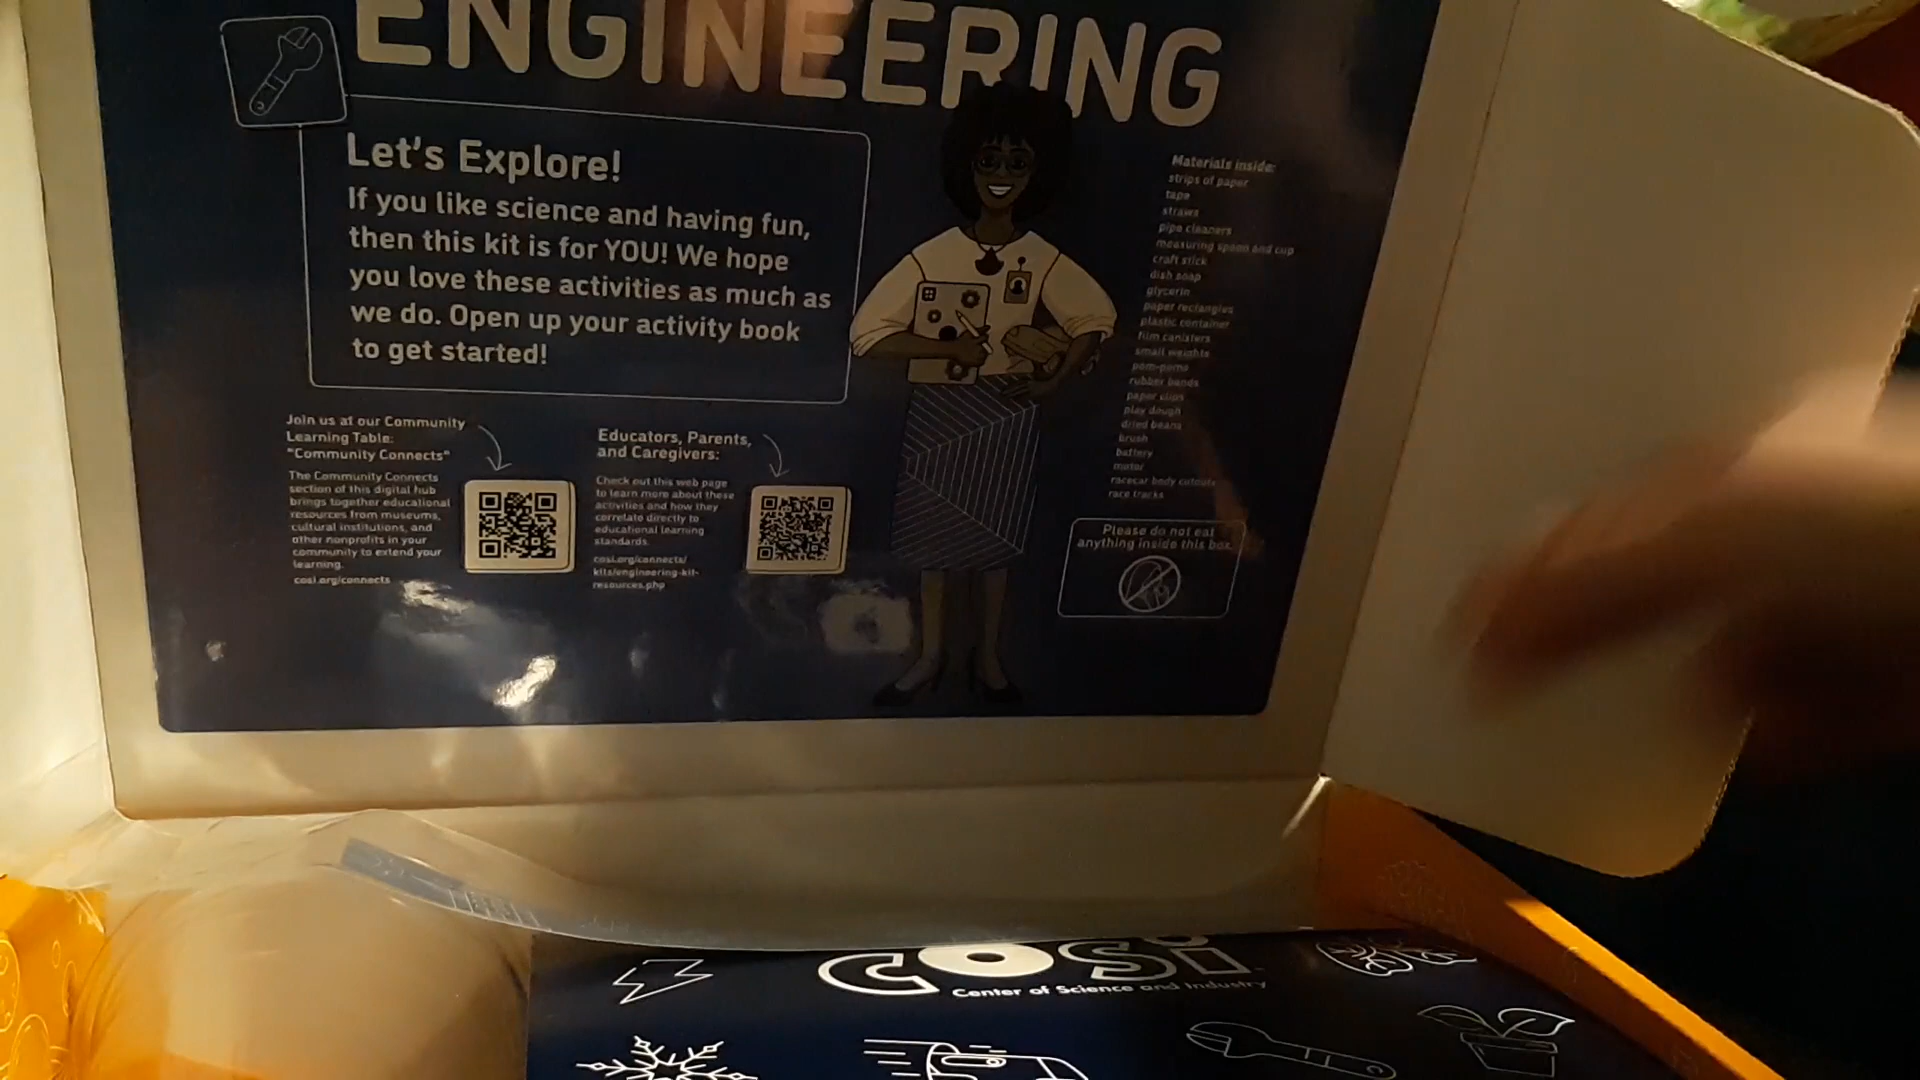 ENGINEERING
Let's Explore!
If you like science and having fun,
then this kit is for YOU! We hope
you love these activities as much as
we do. Open up your activity book
to get started!
Join us at our Community
Learning Table:
"Community Connects"
The Community Connects
section of this digital hub
brings together educational
resources from museums,
cultural institutions, and
other nonprofits in your
community to extend your
learning.
cosi.org/connects
Educators, Parents,
and Caregivers:
Check out this web page
to learn more about these
activities and how they
correlate directly to
educational learning
standards.
cosi.org/connects/
kits/engineering-kit-
resources.php
Materials inside:
strips of paper
tape
straws
pipe cleaners
measuring spoon and cup
craft stick
dish soap
glycerin
paper rectangles
plastic container
film canisters
small weights
pom-poms
rubber bands
paper clips
play dough
dried beans
brush
battery
motor
racecar body cutouts
race tracks
Please do not eat
anything inside this box.
COSI
Center of Science and Industry